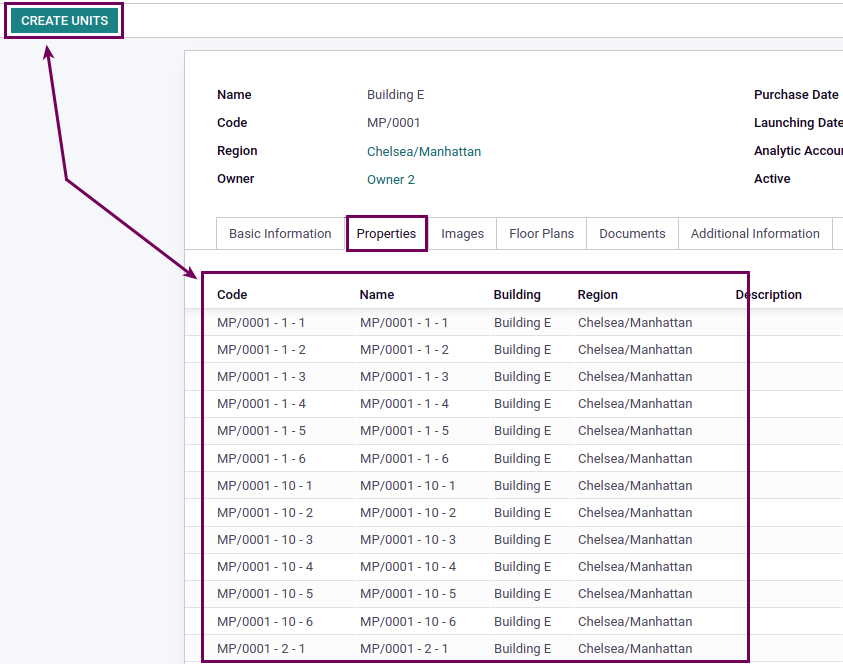 CREATE UNITS
Name Building E Purchase Date
Code MP/0001 Launching Date
Region Chelsea/Manhattan Analytic Accour
Owner Owner 2 Active
Basic Information Properties Images Floor Plans Documents Additional Information
Code Name Building Region Description
MP/0001 - 1 - 1 MP/0001 - 1 - 1 Building E Chelsea/Manhattan
MP/0001 - 1 - 2 MP/0001 - 1 - 2 Building E Chelsea/Manhattan
MP/0001 - 1 - 3 MP/0001 - 1 - 3 Building E Chelsea/Manhattan
MP/0001 - 1 - 4 MP/0001 - 1 - 4 Building E Chelsea/Manhattan
MP/0001 - 1 - 5 MP/0001 - 1 - 5 Building E Chelsea/Manhattan
MP/0001 - 1 - 6 MP/0001 - 1 - 6 Building E Chelsea/Manhattan
MP/0001 - 10 - 1 MP/0001 - 10 - 1 Building E Chelsea/Manhattan
MP/0001 - 10 - 2 MP/0001 - 10 - 2 Building E Chelsea/Manhattan
MP/0001 - 10 - 3 MP/0001 - 10 - 3 Building E Chelsea/Manhattan
MP/0001 - 10 - 4 MP/0001 - 10 - 4 Building E Chelsea/Manhattan
MP/0001 - 10 - 5 MP/0001 - 10 - 5 Building E Chelsea/Manhattan
MP/0001 - 10 - 6 MP/0001 - 10 - 6 Building E Chelsea/Manhattan
MP/0001 - 2 - 1 MP/0001 - 2 - 1 Building E Chelsea/Manhattan